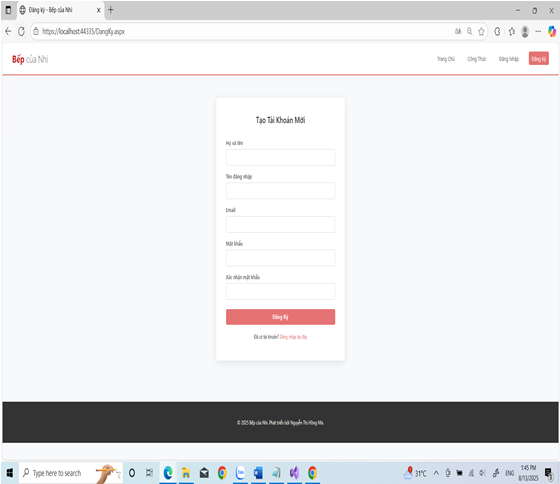 Đăng ký - Bếp của Nhi
https://localhost:44335/DangKy.aspx
Bếp của Nhi
Trang Chủ Công Thức Đăng Nhập Đăng Ký
Tạo Tài Khoản Mới
Họ và tên
Tên đăng nhập
Email
Mật khẩu
Xác nhận mật khẩu
Đăng Ký
Đã có tài khoản? Đăng nhập tại đây.
© 2025 Bếp của Nhi. Phát triển bởi Nguyễn Thị Hồng Nhi.
Type here to search
31°C
ENG
1:45 PM
8/13/2025